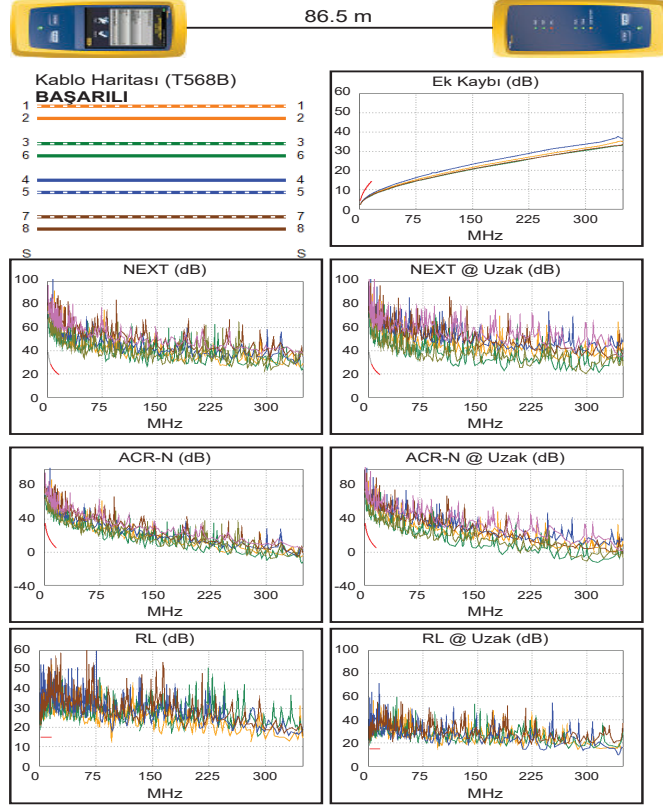 86.5 m
Kablo Haritası (T568B)
BAŞARILI
1 1
2 2
3 3
6 6
4 4
5 5
7 7
8 8
S S
Ek Kaybı (dB)
60
50
40
30
20
10
0
0 75 150 225 300
MHz
NEXT (dB)
100
80
60
40
20
0
0 75 150 225 300
MHz
NEXT @ Uzak (dB)
100
80
60
40
20
0
0 75 150 225 300
MHz
ACR-N (dB)
80
40
0
-40
0 75 150 225 300
MHz
ACR-N @ Uzak (dB)
80
40
0
-40
0 75 150 225 300
MHz
RL (dB)
60
50
40
30
20
10
0
0 75 150 225 300
MHz
RL @ Uzak (dB)
100
80
60
40
20
0
0 75 150 225 300
MHz